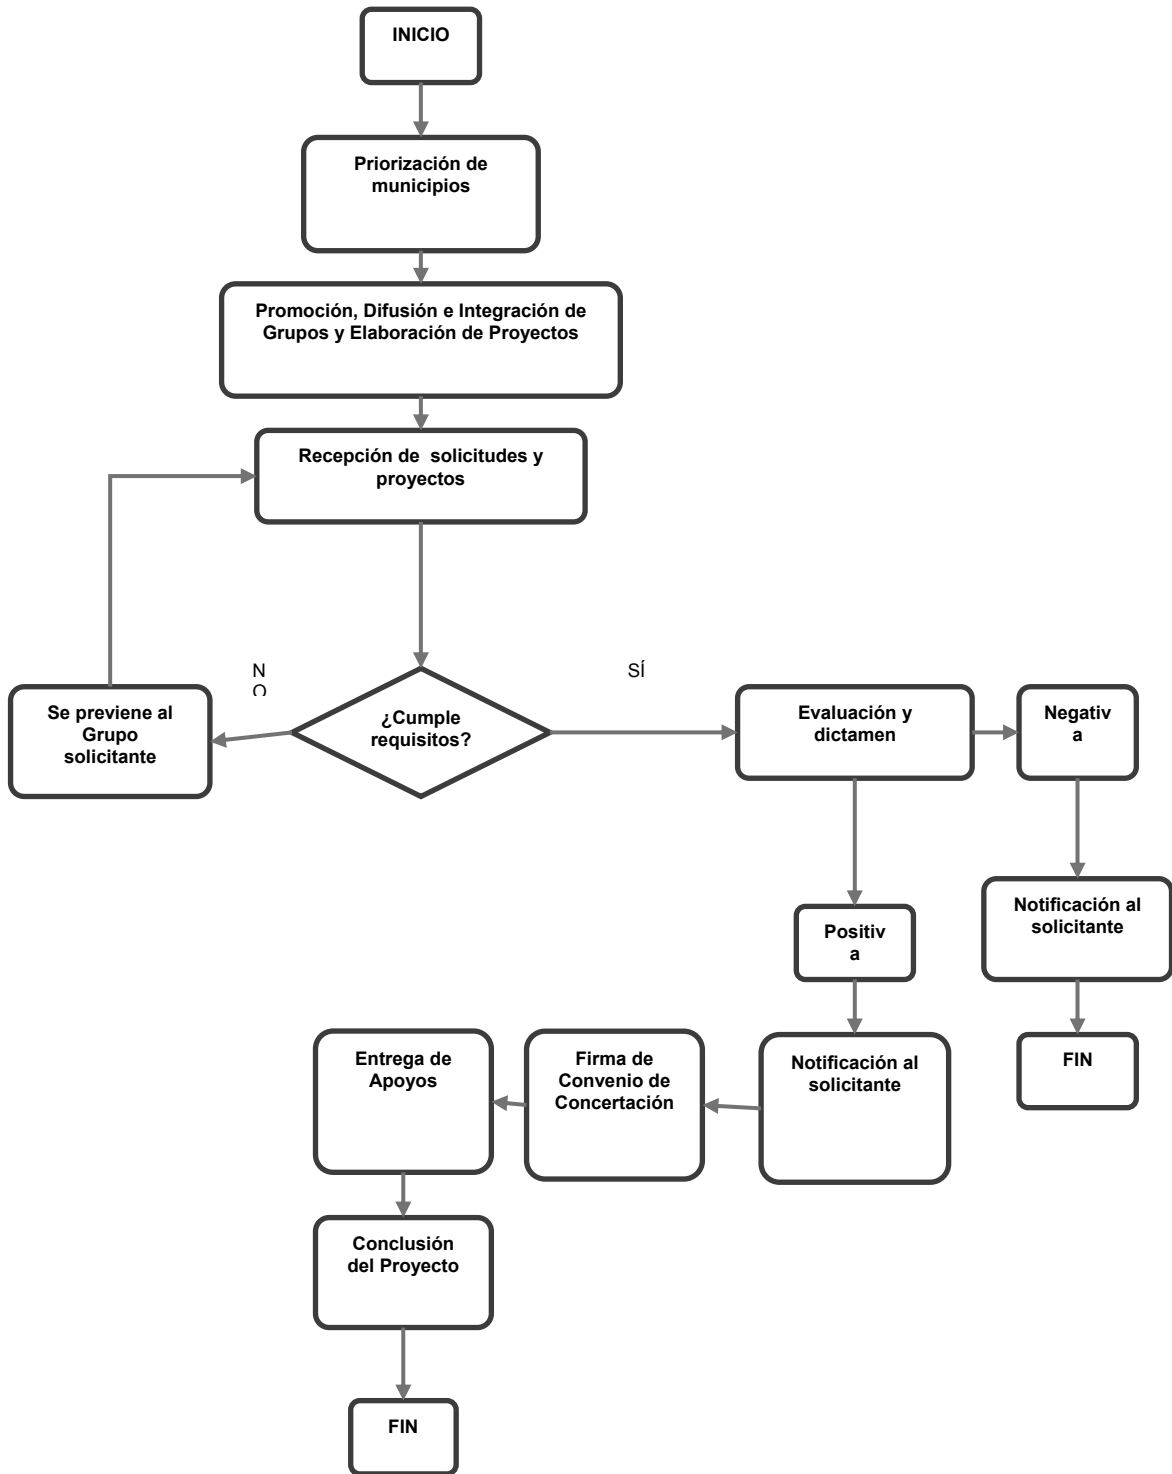 INICIO
Priorización de
municipios
Promoción, Difusión e Integración de
Grupos y Elaboración de Proyectos
Recepción de solicitudes y
proyectos
N
O
SÍ
Se previene al
Grupo
solicitante
¿Cumple
requisitos?
Evaluación y
dictamen
Negativ
a
Positiv
a
Notificación al
solicitante
Entrega de
Apoyos
Firma de
Convenio de
Concertación
Notificación al
solicitante
FIN
Conclusión
del Proyecto
FIN